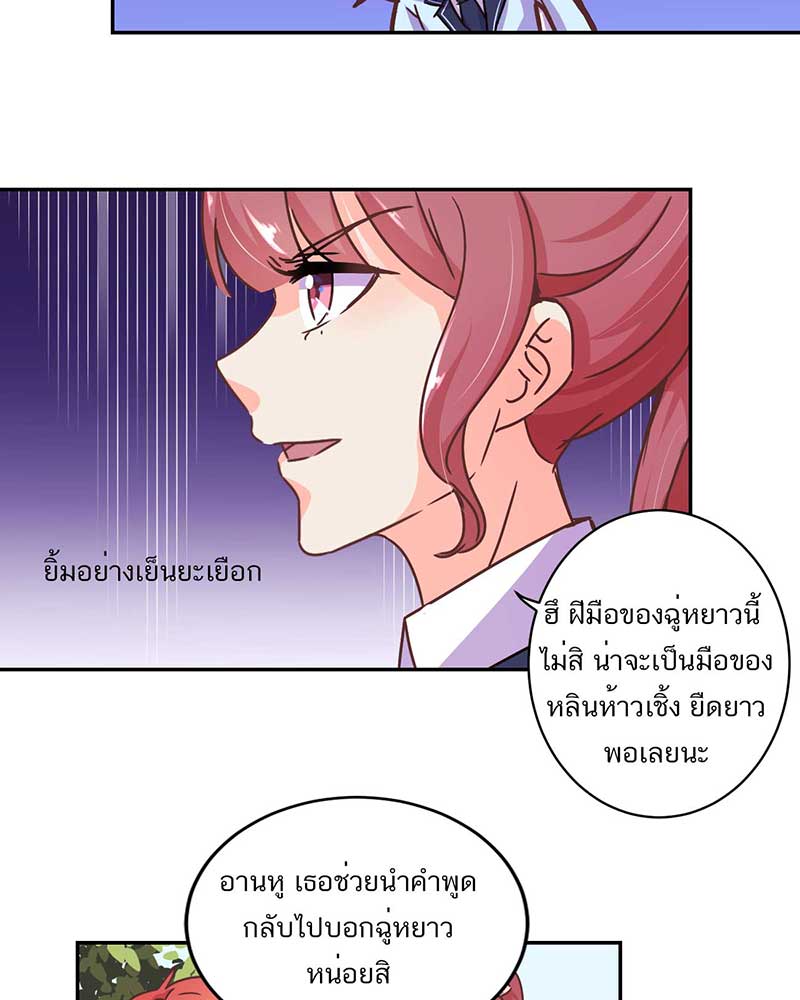 ยิ้มอย่างเย็นยะเยือก
ฮึ ฝีมือของฉู่หยาวนี้
ไม่สิ น่าจะเป็นมือของ
หลินห้าวเชิ้ง ยืดยาว
พอเลยนะ
อานหู เธอช่วยนำคำพูด
กลับไปบอกฉู่หยาว
หน่อยสิ